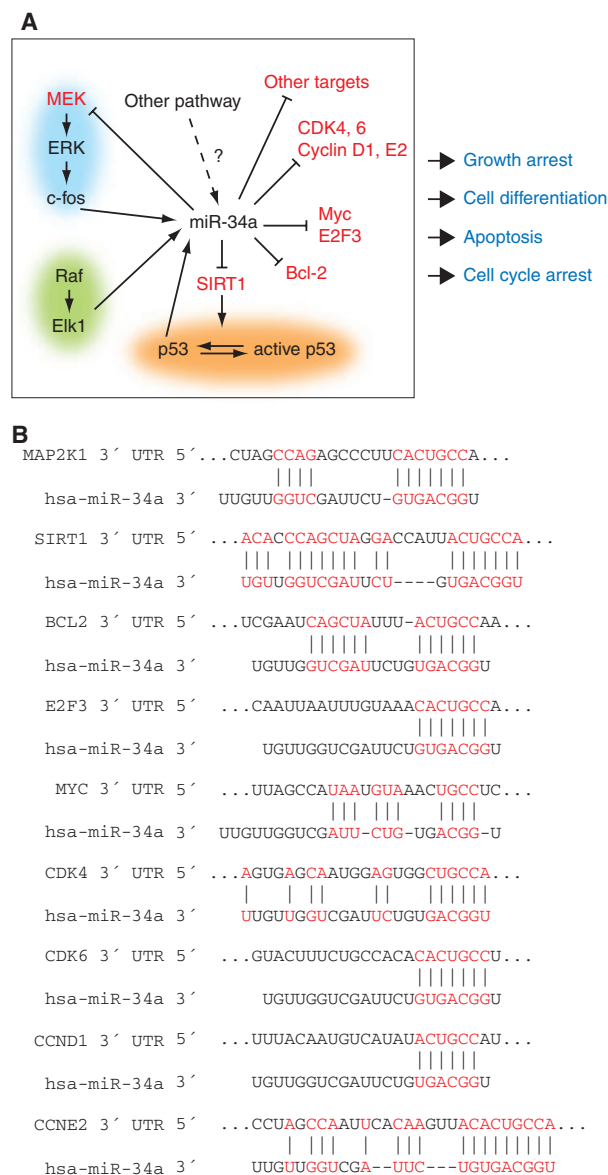 A
MEK
ERK
c-fos
Raf
Elk1
Other pathway
?
miR-34a
SIRT1
p53
active p53
Other targets
CDK4, 6
Cyclin D1, E2
Myc
E2F3
Bcl-2
Growth arrest
Cell differentiation
Apoptosis
Cell cycle arrest
B
MAP2K1 3´ UTR 5´...CUAGCCAGAGCCCUUCACUGCCA...
hsa-miR-34a 3´ UUGUUGGUCGAUUCU-GUGACGGU
SIRT1 3´ UTR 5´ ...ACACCCAGCUAGGACCAUUACUGCCA...
hsa-miR-34a 3´ UGUUGGUCGAUUCU----GUGACGGU
BCL2 3´ UTR 5´ ...UCGAAUCAGCUAUUU-ACUGCCAA...
hsa-miR-34a 3´ UGUUGGUCGAUUCUGUGACGGU
E2F3 3´ UTR 5´ ...CAAUUAAUUUGUAAACACUGCCA...
hsa-miR-34a 3´ UGUUGGUCGAUUCUGUGACGGU
MYC 3´ UTR 5´ ...UUAGCCAUAAUGUAAACUGCCUC...
hsa-miR-34a 3´ UUGUUGGUCGAUU-CUG-UGACGG-U
CDK4 3´ UTR 5´ ...AGUGAGCAAUGGAGUGGCUGCCA...
hsa-miR-34a 3´ UUGUUGGUCGAUUCUGUGACGGU
CDK6 3´ UTR 5´ ...GUACUUUCUGCCACACACUGCCU...
hsa-miR-34a 3´ UGUUGGUCGAUUCUGUGACGGU
CCND1 3´ UTR 5´ ...UUUACAAUGUCAUAUACUGCCAU...
hsa-miR-34a 3´ UGUUGGUCGAUUCUGUGACGGU
CCNE2 3´ UTR 5´ ...CCUAGCCAAUUCACAAGUUACACUGCCA...
hsa-miR-34a 3´ UUGUUGGUCGA--UUC---UGUGACGGU